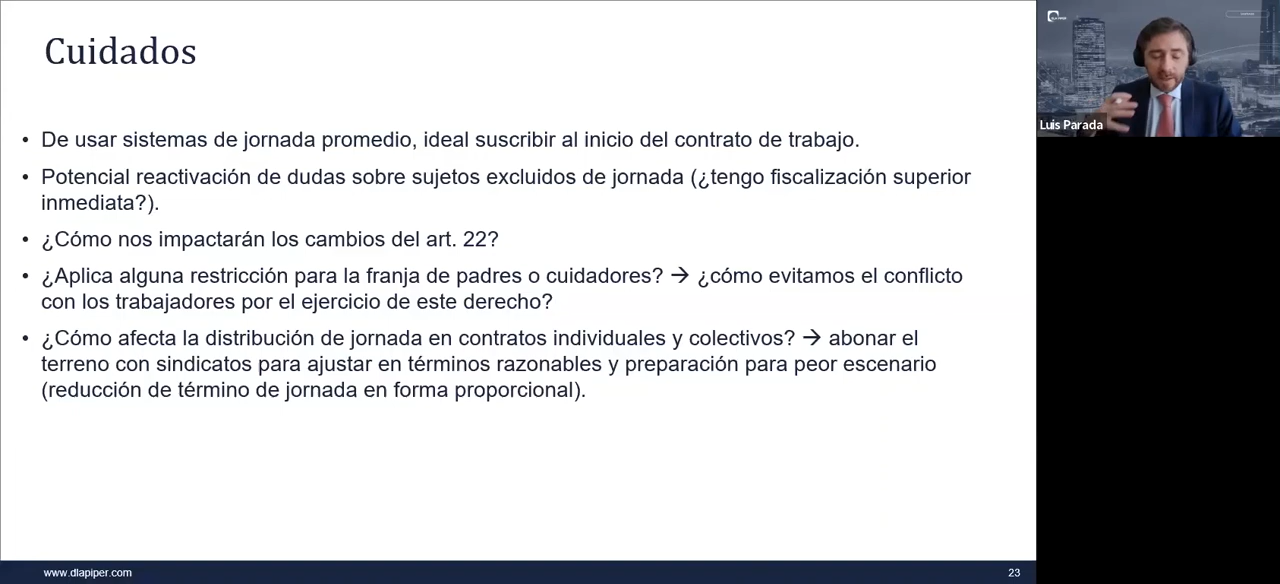 Cuidados
• De usar sistemas de jornada promedio, ideal suscribir al inicio del contrato de trabajo.
• Potencial reactivación de dudas sobre sujetos excluidos de jornada (¿tengo fiscalización superior
inmediata?).
• ¿Cómo nos impactarán los cambios del art. 22?
• ¿Aplica alguna restricción para la franja de padres o cuidadores? → ¿cómo evitamos el conflicto
con los trabajadores por el ejercicio de este derecho?
• ¿Cómo afecta la distribución de jornada en contratos individuales y colectivos? → abonar el
terreno con sindicatos para ajustar en términos razonables y preparación para peor escenario
(reducción de término de jornada en forma proporcional).
www.dlapiper.com
23
Luis Parada